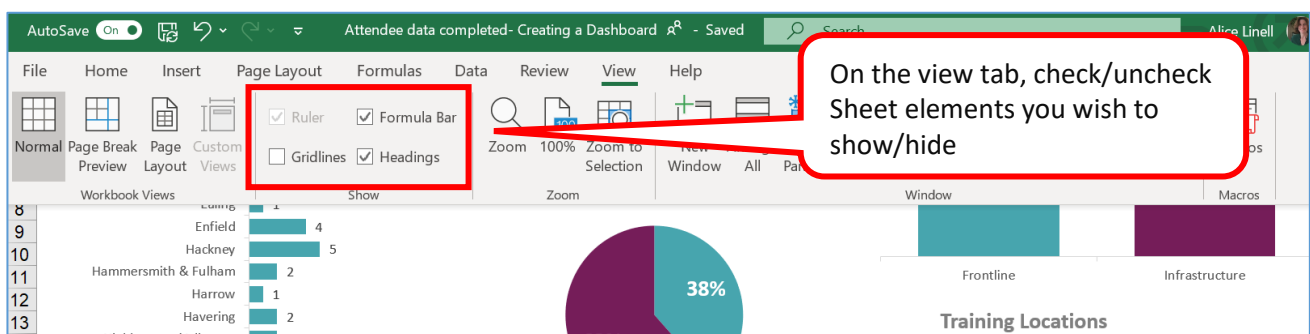 AutoSave On Attendee data completed- Creating a Dashboard - Saved Search Alice Linell
File Home Insert Page Layout Formulas Data Review View Help
On the view tab, check/uncheck
Sheet elements you wish to
show/hide
Ruler Formula Bar
Gridlines Headings
Normal Page Break Page Custom
Preview Layout Views
Zoom 100% Zoom to
Selection
New
Window All
Workbook Views Show Zoom Window Macros
8 Ealing 1
9 Enfield 4
10 Hackney 5
11 Hammersmith & Fulham 2
12 Harrow 1
13 Havering 2
38%
Frontline Infrastructure
Training Locations